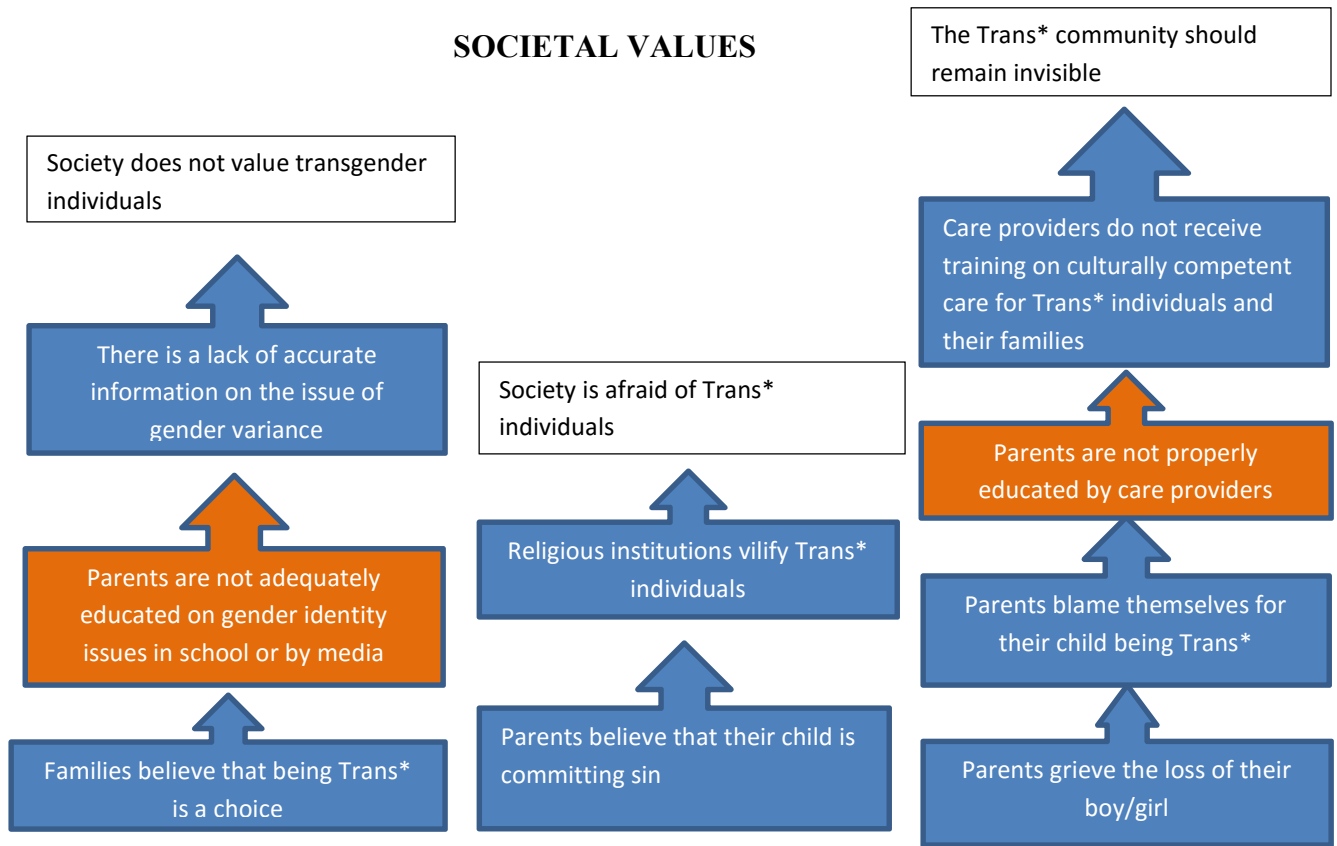 SOCIETAL VALUES
Society does not value transgender
individuals
There is a lack of accurate
information on the issue of
gender variance
Parents are not adequately
educated on gender identity
issues in school or by media
Families believe that being Trans*
is a choice
Society is afraid of Trans*
individuals
Religious institutions vilify Trans*
individuals
Parents believe that their child is
committing sin
The Trans* community should
remain invisible
Care providers do not receive
training on culturally competent
care for Trans* individuals and
their families
Parents are not properly
educated by care providers
Parents blame themselves for
their child being Trans*
Parents grieve the loss of their
boy/girl